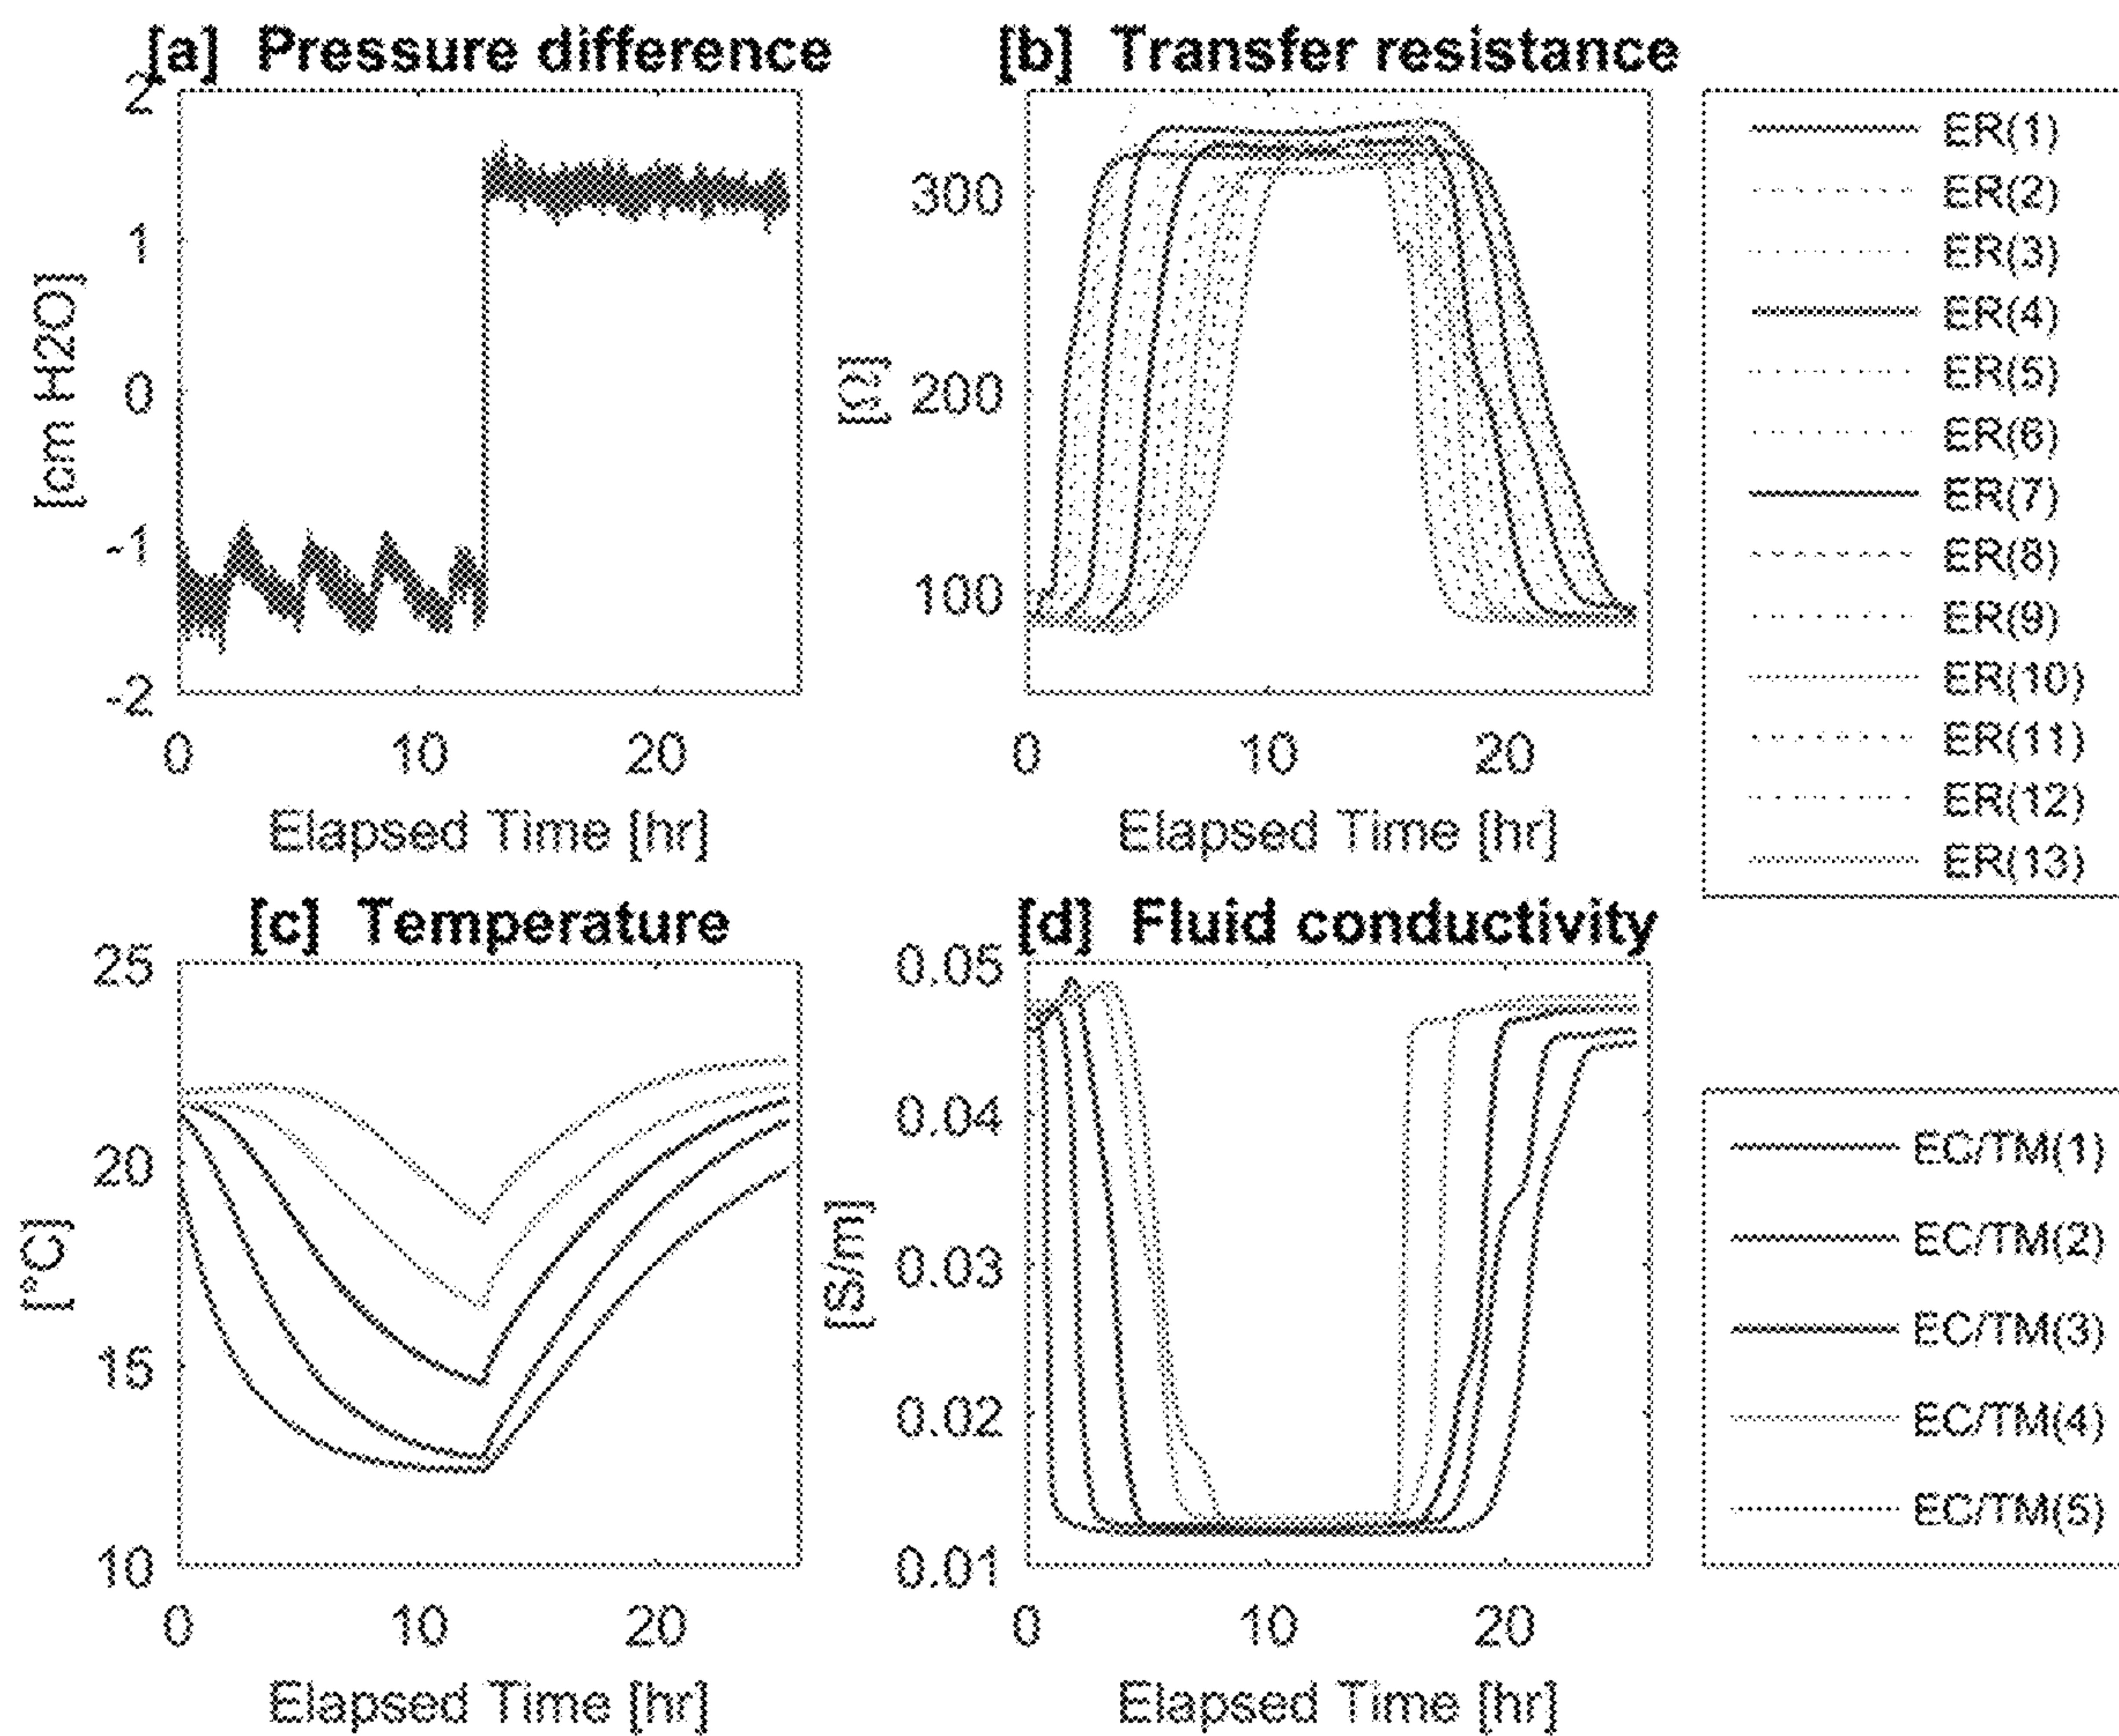 [a] Pressure difference
2
1
0
-1
-2
[cm H2O]
0 10 20
Elapsed Time [hr]
[b] Transfer resistance
300
200
100
[Ω]
0 10 20
Elapsed Time [hr]
ER(1)
ER(2)
ER(3)
ER(4)
ER(5)
ER(6)
ER(7)
ER(8)
ER(9)
ER(10)
ER(11)
ER(12)
ER(13)
[c] Temperature
25
20
15
10
[°C]
0 10 20
Elapsed Time [hr]
[d] Fluid conductivity
0.05
0.04
0.03
0.02
0.01
[S/m]
0 10 20
Elapsed Time [hr]
EC/TM(1)
EC/TM(2)
EC/TM(3)
EC/TM(4)
EC/TM(5)